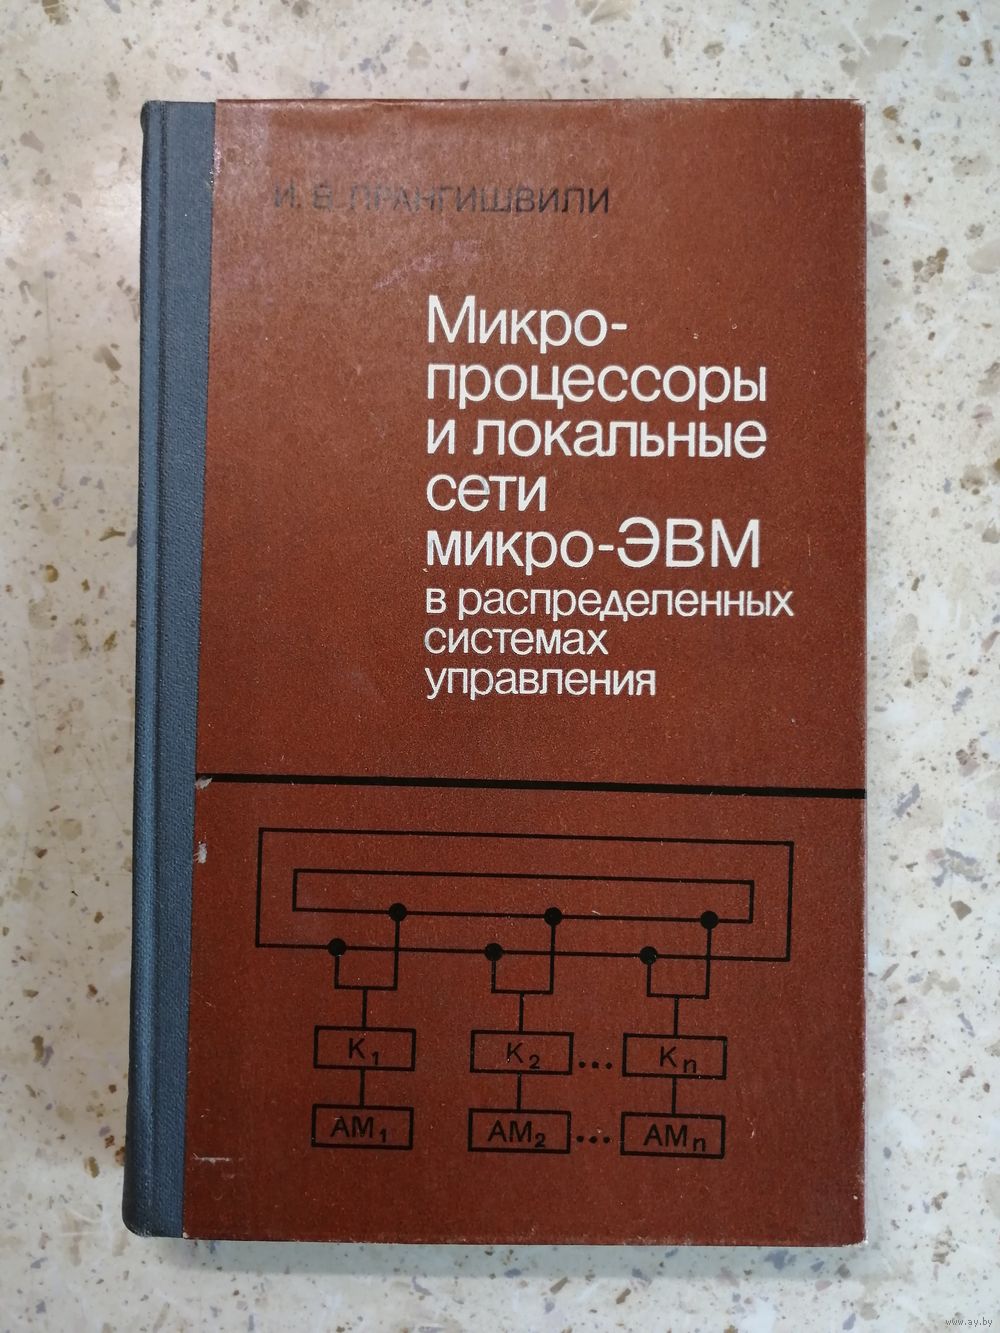 И. В. ПРАНГИШВИЛИ
Микро-
процессоры
и локальные
сети
микро-ЭВМ
в распределенных
системах
управления
K1
K2
...
Kn
AM1
AM2
...
AMn
www.ay.by